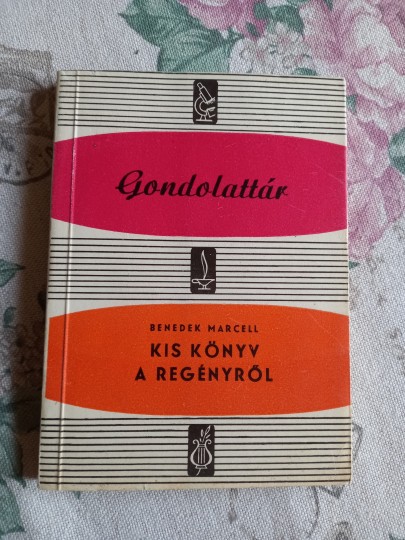 Gondolattár
BENEDEK MARCELL
KIS KÖNYV
A REGÉNYRŐL